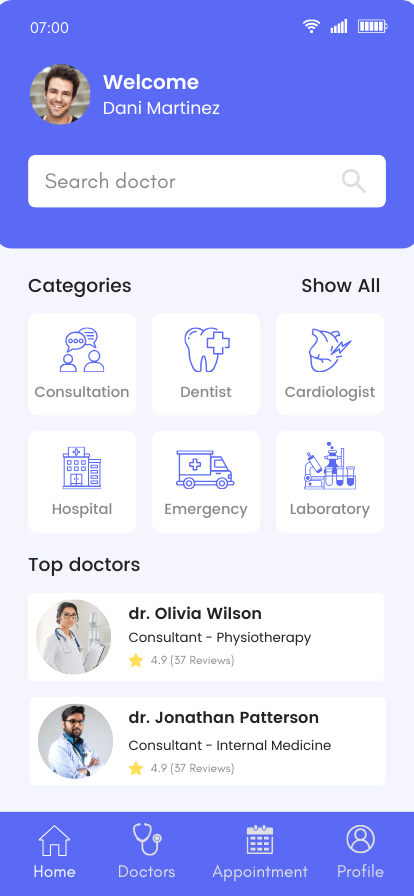 07:00
Welcome
Dani Martinez
Search doctor
Categories
Show All
Consultation
Dentist
Cardiologist
Hospital
Emergency
Laboratory
Top doctors
dr. Olivia Wilson
Consultant - Physiotherapy
4.9 (37 Reviews)
dr. Jonathan Patterson
Consultant - Internal Medicine
4.9 (37 Reviews)
Home
Doctors
Appointment
Profile